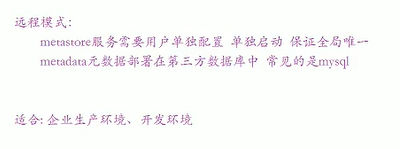 远程模式:
metastore服务需要用户单独配置 单独启动 保证全局唯一
metadata元数据部署在第三方数据库中 常见的是mysql
适合: 企业生产环境、开发环境